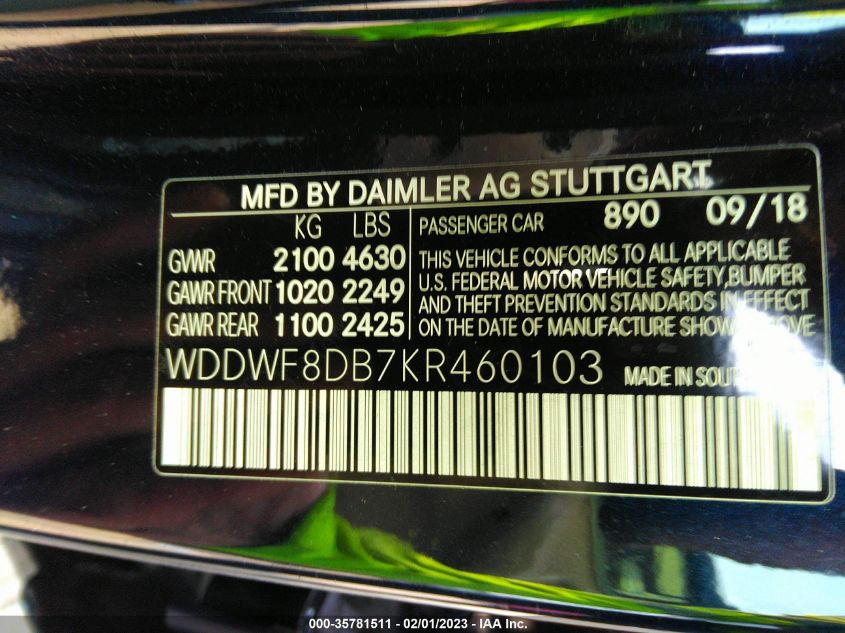 MFD BY DAIMLER AG STUTTGART
KG LBS
GVWR 2100 4630
GAWR FRONT 1020 2249
GAWR REAR 1100 2425
PASSENGER CAR 890 09/18
THIS VEHICLE CONFORMS TO ALL APPLICABLE
U.S. FEDERAL MOTOR VEHICLE SAFETY, BUMPER
AND THEFT PREVENTION STANDARDS IN EFFECT
ON THE DATE OF MANUFACTURE SHOWN ABOVE
WDDWF8DB7KR460103 MADE IN
000-35781511 - 02/01/2023 - IAA Inc.